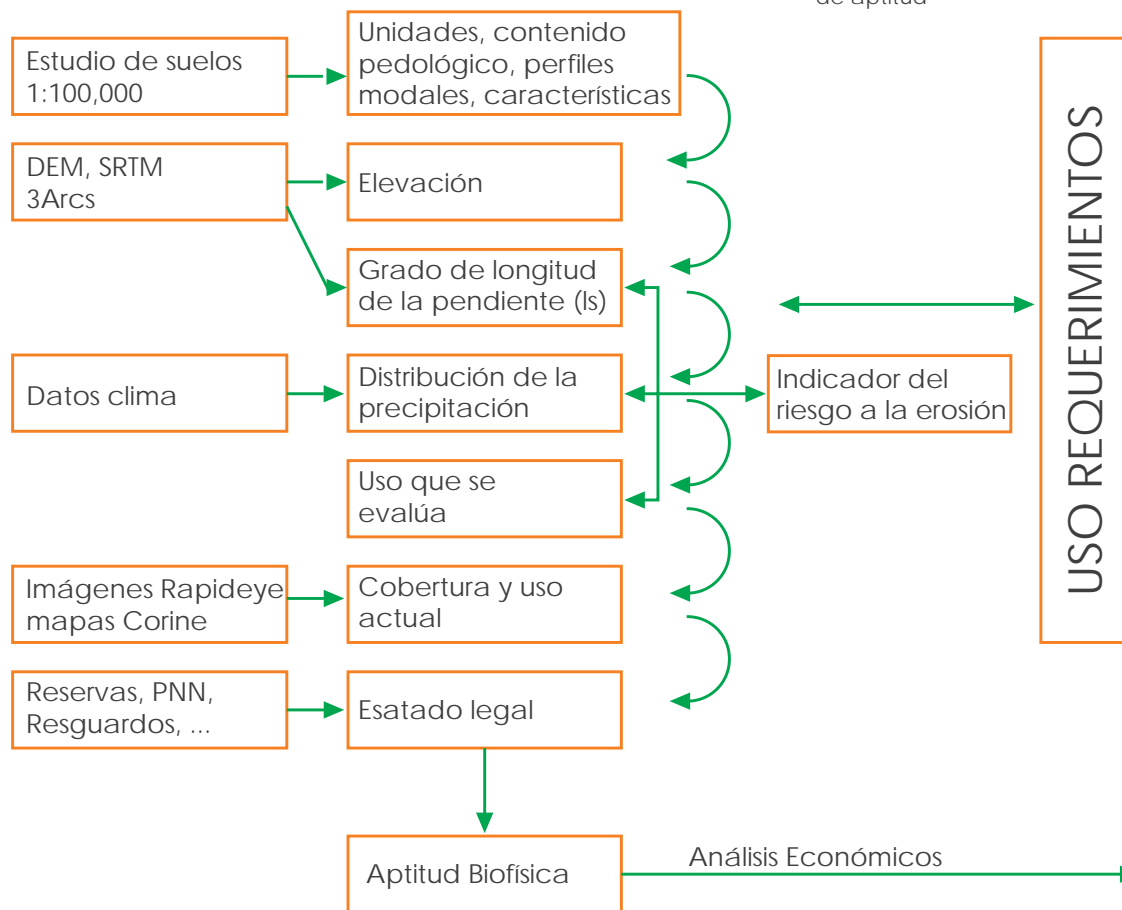 de aptitud
Estudio de suelos
1:100,000
Unidades, contenido
pedológico, perfiles
modales, características
DEM, SRTM
3Arcs
Elevación
Grado de longitud
de la pendiente (ls)
Datos clima
Distribución de la
precipitación
Indicador del
riesgo a la erosión
Uso que se
evalúa
Imágenes Rapideye
mapas Corine
Cobertura y uso
actual
Reservas, PNN,
Resguardos, ...
Esatado legal
USO REQUERIMIENTOS
Aptitud Biofísica
Análisis Económicos